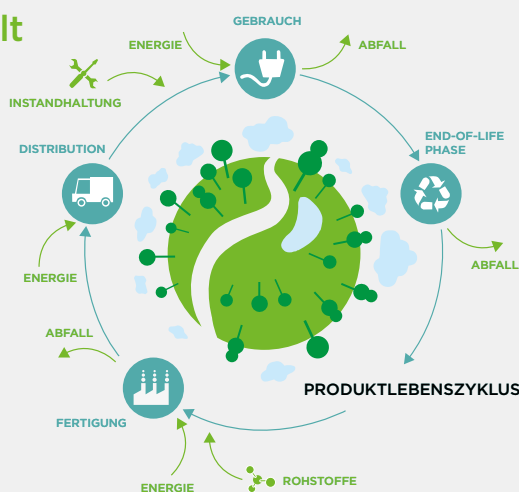 lt
GEBRAUCH
ENERGIE
ABFALL
INSTANDHALTUNG
DISTRIBUTION
END-OF-LIFE
PHASE
ENERGIE
ABFALL
ABFALL
PRODUKTLEBENSZYKLUS
FERTIGUNG
ROHSTOFFE
ENERGIE